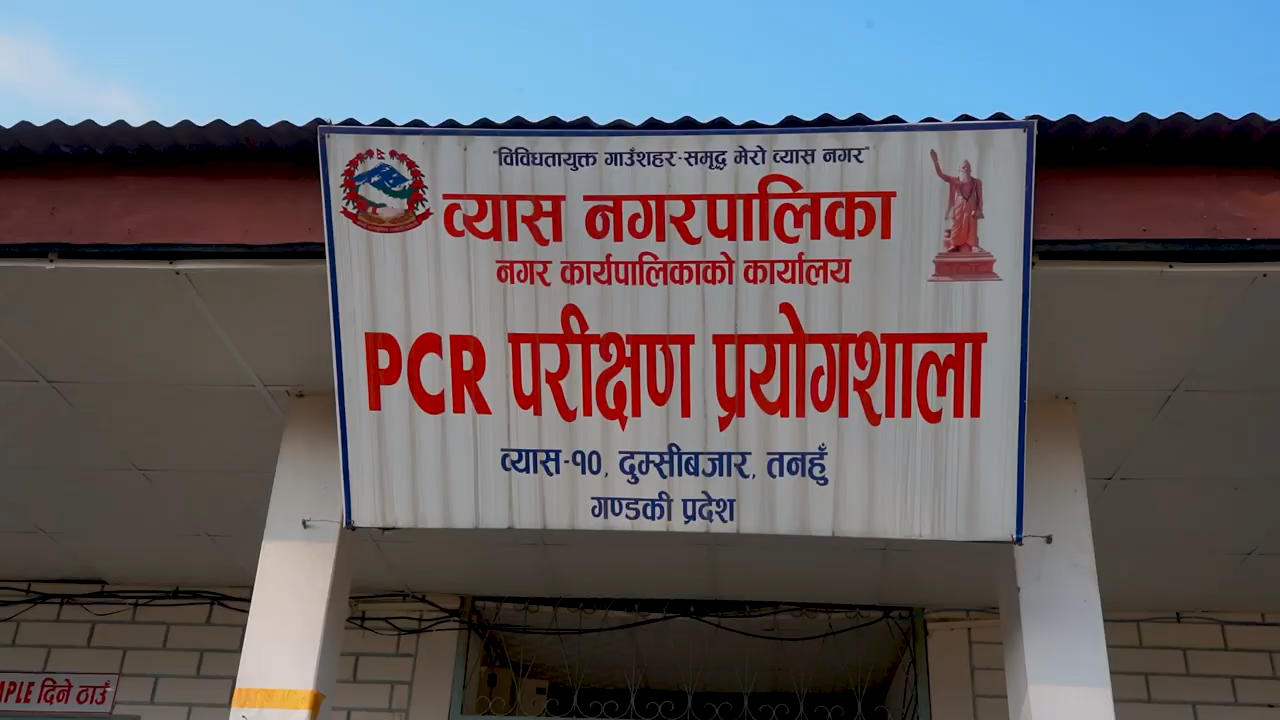 "विविधतायुक्त गाउँशहर-समृद्ध मेरो व्यास नगर"
व्यास नगरपालिका
नगर कार्यपालिकाको कार्यालय
PCR परीक्षण प्रयोगशाला
व्यास-१०, दुम्सीबजार, तनहुँ
गण्डकी प्रदेश
दिने ठाउँ